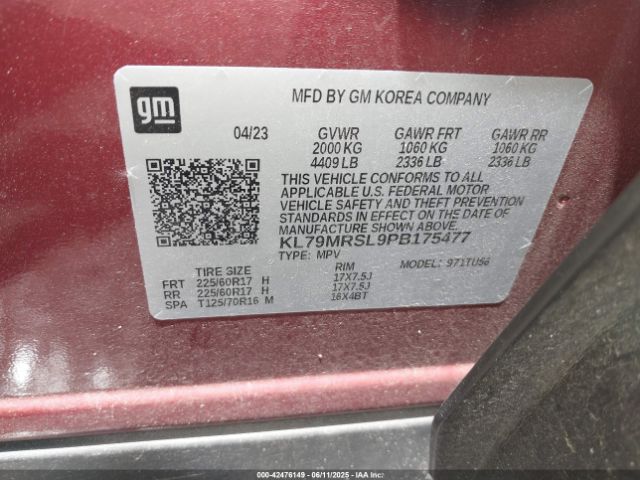 gm
MFD BY GM KOREA COMPANY
04/23 GVWR GAWR FRT GAWR RR
2000 KG 1060 KG 1060 KG
4409 LB 2336 LB 2336 LB
THIS VEHICLE CONFORMS TO ALL
APPLICABLE U.S. FEDERAL MOTOR
VEHICLE SAFETY AND THEFT PREVENTION
STANDARDS IN EFFECT ON THE DATE OF
MANUFACTURE SHOWN ABOVE.
KL79MRSL9PB175477
TYPE: MPV MODEL: 971TU56
TIRE SIZE RIM
FRT 225/60R17 H 17X7.5J
RR 225/60R17 H 17X7.5J
SPA T125/70R16 M 16X4BT
000-42476149 - 06/11/2025 - IAAI.COM